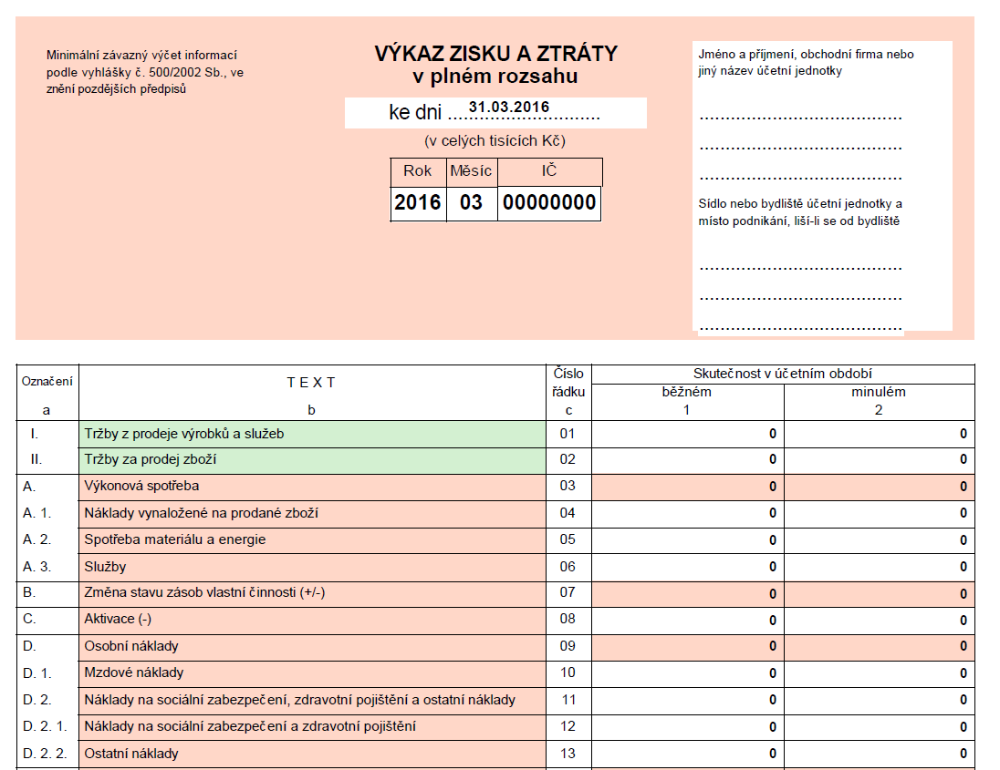 Minimální závazný výčet informací
podle vyhlášky č. 500/2002 Sb., ve
znění pozdějších předpisů
VÝKAZ ZISKU A ZTRÁTY
v plném rozsahu
ke dni ..31.03.2016..
(v celých tisících Kč)
Rok Měsíc IČ
2016 03 00000000
Jméno a příjmení, obchodní firma nebo
jiný název účetní jednotky
.......................................
.......................................
.......................................
Sídlo nebo bydliště účetní jednotky a
místo podnikání, liší-li se od bydliště
.......................................
.......................................
.......................................
Označení T E X T Číslo řádku Skutečnost v účetním období
běžném minulém
a b c 1 2
I. Tržby z prodeje výrobků a služeb 01 0 0
II. Tržby za prodej zboží 02 0 0
A. Výkonová spotřeba 03 0 0
A. 1. Náklady vynaložené na prodané zboží 04 0 0
A. 2. Spotřeba materiálu a energie 05 0 0
A. 3. Služby 06 0 0
B. Změna stavu zásob vlastní činnosti (+/-) 07 0 0
C. Aktivace (-) 08 0 0
D. Osobní náklady 09 0 0
D. 1. Mzdové náklady 10 0 0
D. 2. Náklady na sociální zabezpečení, zdravotní pojištění a ostatní náklady 11 0 0
D. 2. 1. Náklady na sociální zabezpečení a zdravotní pojištění 12 0 0
D. 2. 2. Ostatní náklady 13 0 0